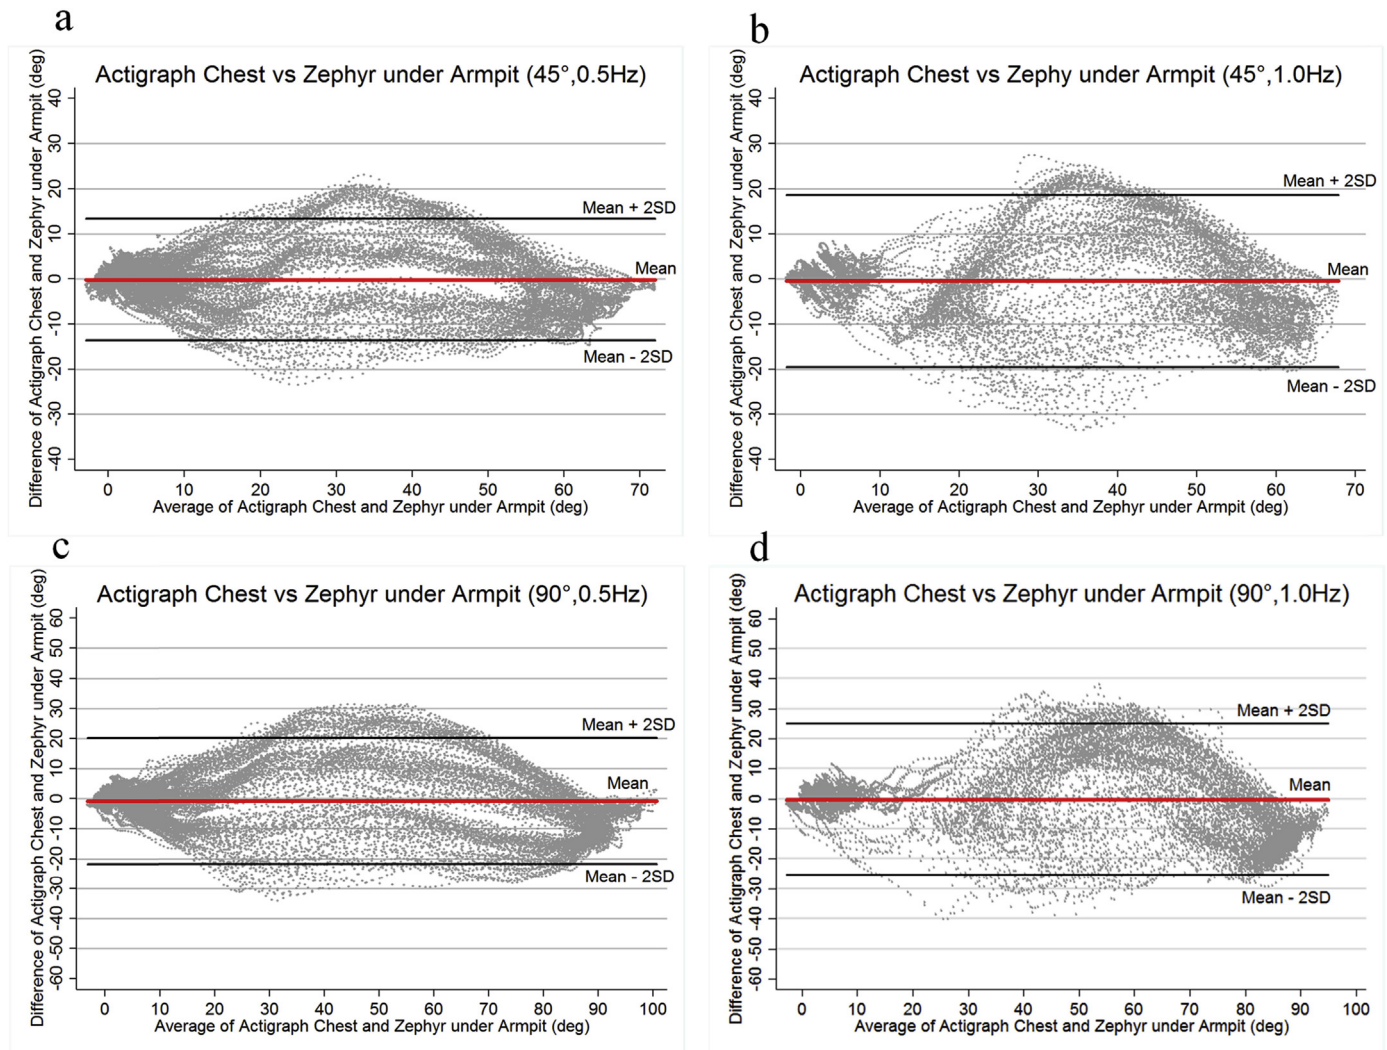 a
Actigraph Chest vs Zephyr under Armpit (45°,0.5Hz)
Difference of Actigraph Chest and Zephyr under Armpit (deg)
40
30
20
10
0
-10
-20
-30
-40
Mean + 2SD
Mean
Mean - 2SD
0 10 20 30 40 50 60 70
Average of Actigraph Chest and Zephyr under Armpit (deg)
b
Actigraph Chest vs Zephy under Armpit (45°,1.0Hz)
Difference of Actigraph Chest and Zephyr under Armpit (deg)
40
30
20
10
0
-10
-20
-30
-40
Mean + 2SD
Mean
Mean - 2SD
0 10 20 30 40 50 60 70
Average of Actigraph Chest and Zephyr under Armpit (deg)
c
Actigraph Chest vs Zephyr under Armpit (90°,0.5Hz)
Difference of Actigraph Chest and Zephyr under Armpit (deg)
60
50
40
30
20
10
0
-10
-20
-30
-40
-50
-60
Mean + 2SD
Mean
Mean - 2SD
0 10 20 30 40 50 60 70 80 90 100
Average of Actigraph Chest and Zephyr under Armpit (deg)
d
Actigraph Chest vs Zephyr under Armpit (90°,1.0Hz)
Difference of Actigraph Chest and Zephyr under Armpit (deg)
60
50
40
30
20
10
0
-10
-20
-30
-40
-50
-60
Mean + 2SD
Mean
Mean - 2SD
0 10 20 30 40 50 60 70 80 90 100
Average of Actigraph Chest and Zephyr under Armpit (deg)